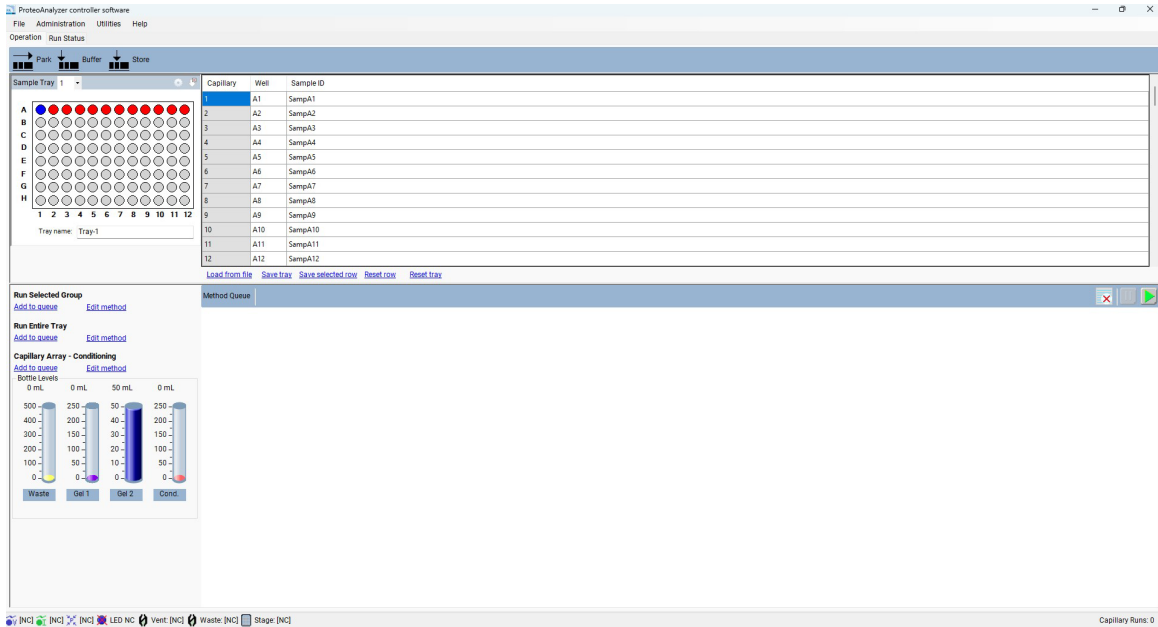 ProteoAnalyzer controller software
File Administration Utilities Help
Operation Run Status
Park Buffer Store
Sample Tray 1
Capillary Well Sample ID
1 A1 SampA1
2 A2 SampA2
3 A3 SampA3
4 A4 SampA4
5 A5 SampA5
6 A6 SampA6
7 A7 SampA7
8 A8 SampA8
9 A9 SampA9
10 A10 SampA10
11 A11 SampA11
12 A12 SampA12
A
B
C
D
E
F
G
H
1 2 3 4 5 6 7 8 9 10 11 12
Tray name: Tray-1
Load from file Save tray Save selected row Reset row Reset tray
Run Selected Group
Add to queue Edit method
Run Entire Tray
Add to queue Edit method
Capillary Array - Conditioning
Add to queue Edit method
Method Queue
Bottle Levels
0 mL 0 mL 50 mL 0 mL
500 250 50 250
400 200 40 200
300 150 30 150
200 100 20 100
100 50 10 50
0 0 0 0
Waste Gel 1 Gel 2 Cond.
[NC] [NC] [NC] LED NC Vent: [NC] Waste: [NC] Stage: [NC]
Capillary Runs: 0